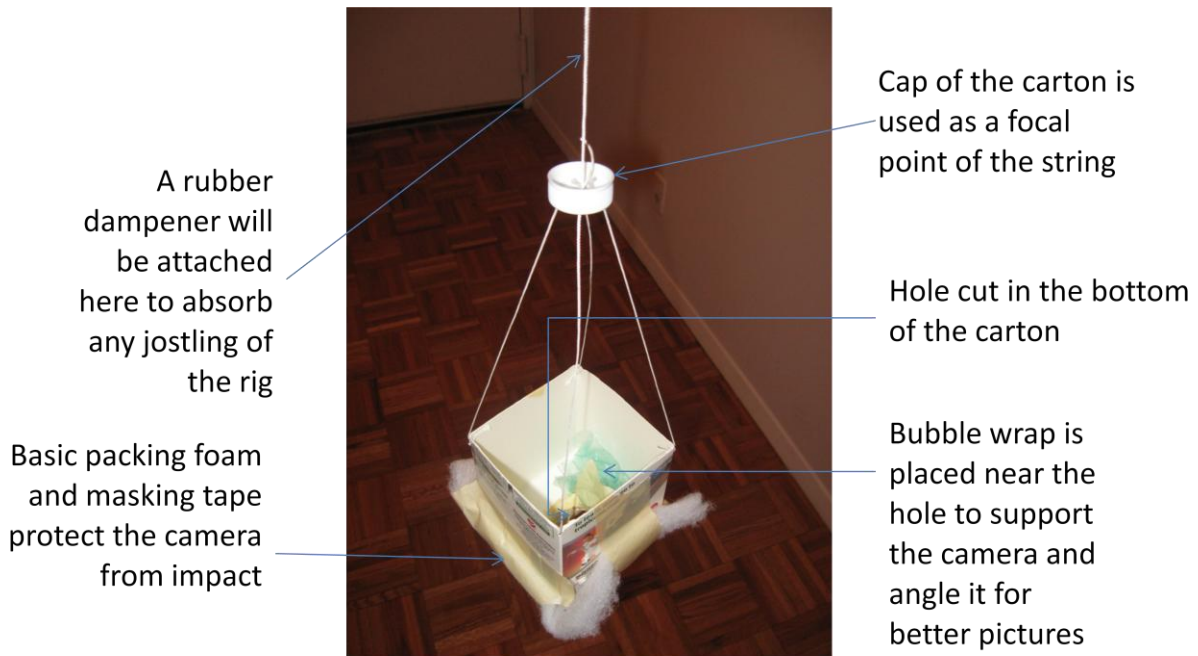 Cap of the carton is
used as a focal
point of the string
A rubber
dampener will
be attached
here to absorb
any jostling of
the rig
Hole cut in the bottom
of the carton
Basic packing foam
and masking tape
protect the camera
from impact
Bubble wrap is
placed near the
hole to support
the camera and
angle it for
better pictures